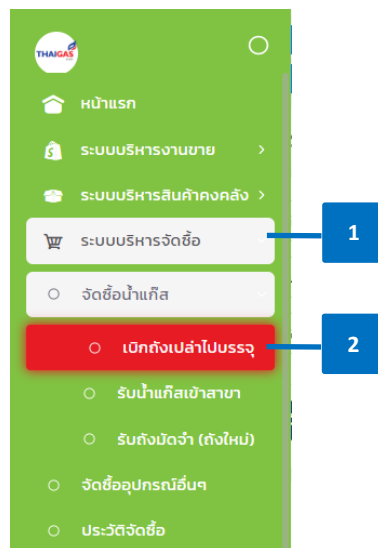 THAIGAS
หน้าแรก
ระบบบริหารงานขาย
ระบบบริหารสินค้าคงคลัง
ระบบบริหารจัดซื้อ
1
จัดซื้อน้ำแก๊ส
เบิกถังเปล่าไปบรรจุ
2
รับน้ำแก๊สเข้าสาขา
รับถังมัดจำ (ถังใหม่)
จัดซื้ออุปกรณ์อื่นๆ
ประวัติจัดซื้อ